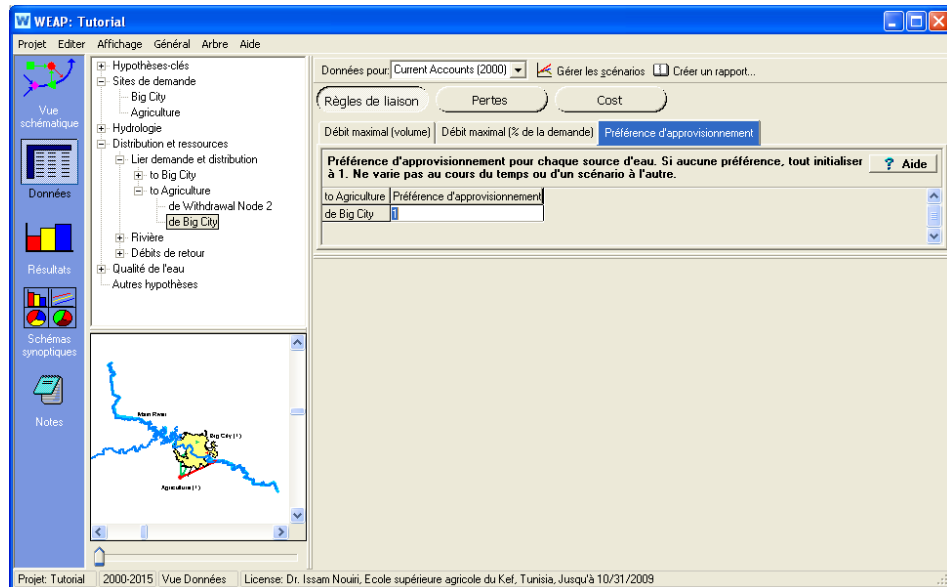 WEAP: Tutorial
Projet Editer Affichage Général Arbre Aide
Vue schématique
Données
Résultats
Schémas synoptiques
Notes
Hypothèses-clés
Sites de demande
Big City
Agriculture
Hydrologie
Distribution et ressources
Lier demande et distribution
to Big City
to Agriculture
de Withdrawal Node 2
de Big City
Rivière
Débits de retour
Qualité de l'eau
Autres hypothèses
Main River
Big City (1)
Agriculture (1)
Données pour: Current Accounts (2000) Gérer les scénarios Créer un rapport...
Règles de liaison Pertes Cost
Débit maximal (volume) Débit maximal (% de la demande) Préférence d'approvisionnement
Préférence d'approvisionnement pour chaque source d'eau. Si aucune préférence, tout initialiser
à 1. Ne varie pas au cours du temps ou d'un scénario à l'autre.
? Aide
to Agriculture Préférence d'approvisionnement
de Big City 1
Projet: Tutorial 2000-2015 Vue Données License: Dr. Issam Nouiri, Ecole supérieure agricole du Kef, Tunisia, Jusqu'à 10/31/2009